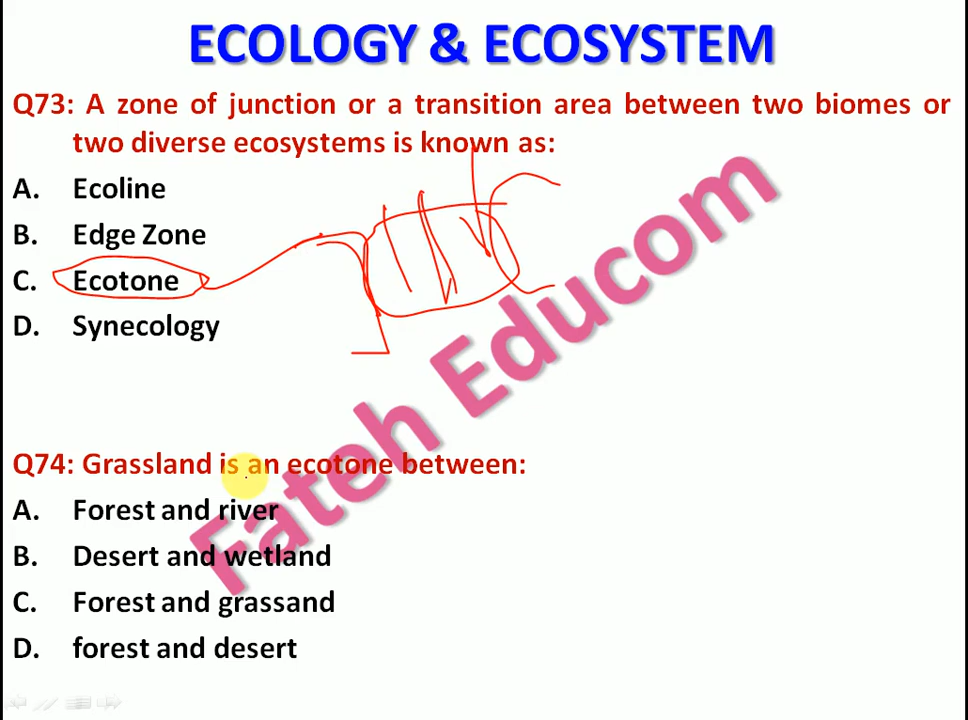 ECOLOGY & ECOSYSTEM
Q73: A zone of junction or a transition area between two biomes or
two diverse ecosystems is known as:
A. Ecoline
B. Edge Zone
C. Ecotone
D. Synecology
Fateh Educom
Q74: Grassland is an ecotone between:
A. Forest and river
B. Desert and wetland
C. Forest and grassand
D. forest and desert